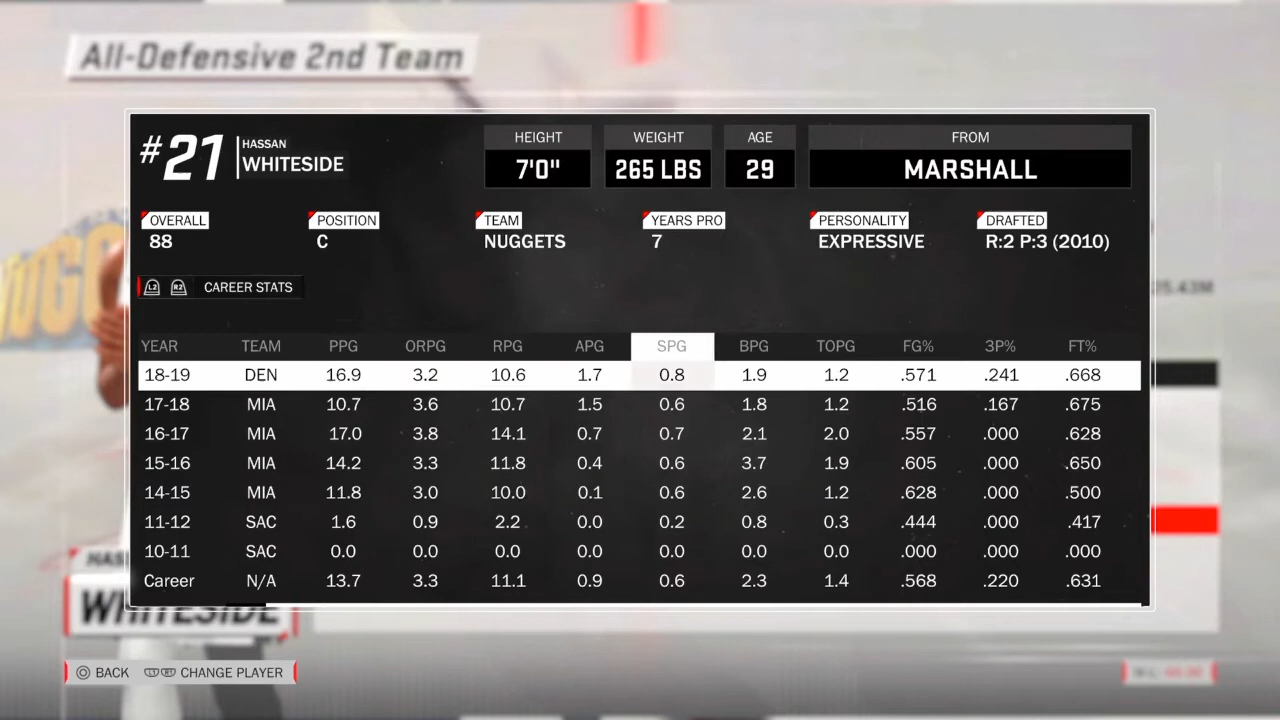 All-Defensive 2nd Team
#21 HASSAN WHITESIDE
HEIGHT WEIGHT AGE FROM
7'0" 265 LBS 29 MARSHALL
OVERALL POSITION TEAM YEARS PRO PERSONALITY DRAFTED
88 C NUGGETS 7 EXPRESSIVE R:2 P:3 (2010)
L2 R2 CAREER STATS
YEAR TEAM PPG ORPG RPG APG SPG BPG TOPG FG% 3P% FT%
18-19 DEN 16.9 3.2 10.6 1.7 0.8 1.9 1.2 .571 .241 .668
17-18 MIA 10.7 3.6 10.7 1.5 0.6 1.8 1.2 .516 .167 .675
16-17 MIA 17.0 3.8 14.1 0.7 0.7 2.1 2.0 .557 .000 .628
15-16 MIA 14.2 3.3 11.8 0.4 0.6 3.7 1.9 .605 .000 .650
14-15 MIA 11.8 3.0 10.0 0.1 0.6 2.6 1.2 .628 .000 .500
11-12 SAC 1.6 0.9 2.2 0.0 0.2 0.8 0.3 .444 .000 .417
10-11 SAC 0.0 0.0 0.0 0.0 0.0 0.0 0.0 .000 .000 .000
Career N/A 13.7 3.3 11.1 0.9 0.6 2.3 1.4 .568 .220 .631
WHITESIDE
BACK L1 R1 CHANGE PLAYER